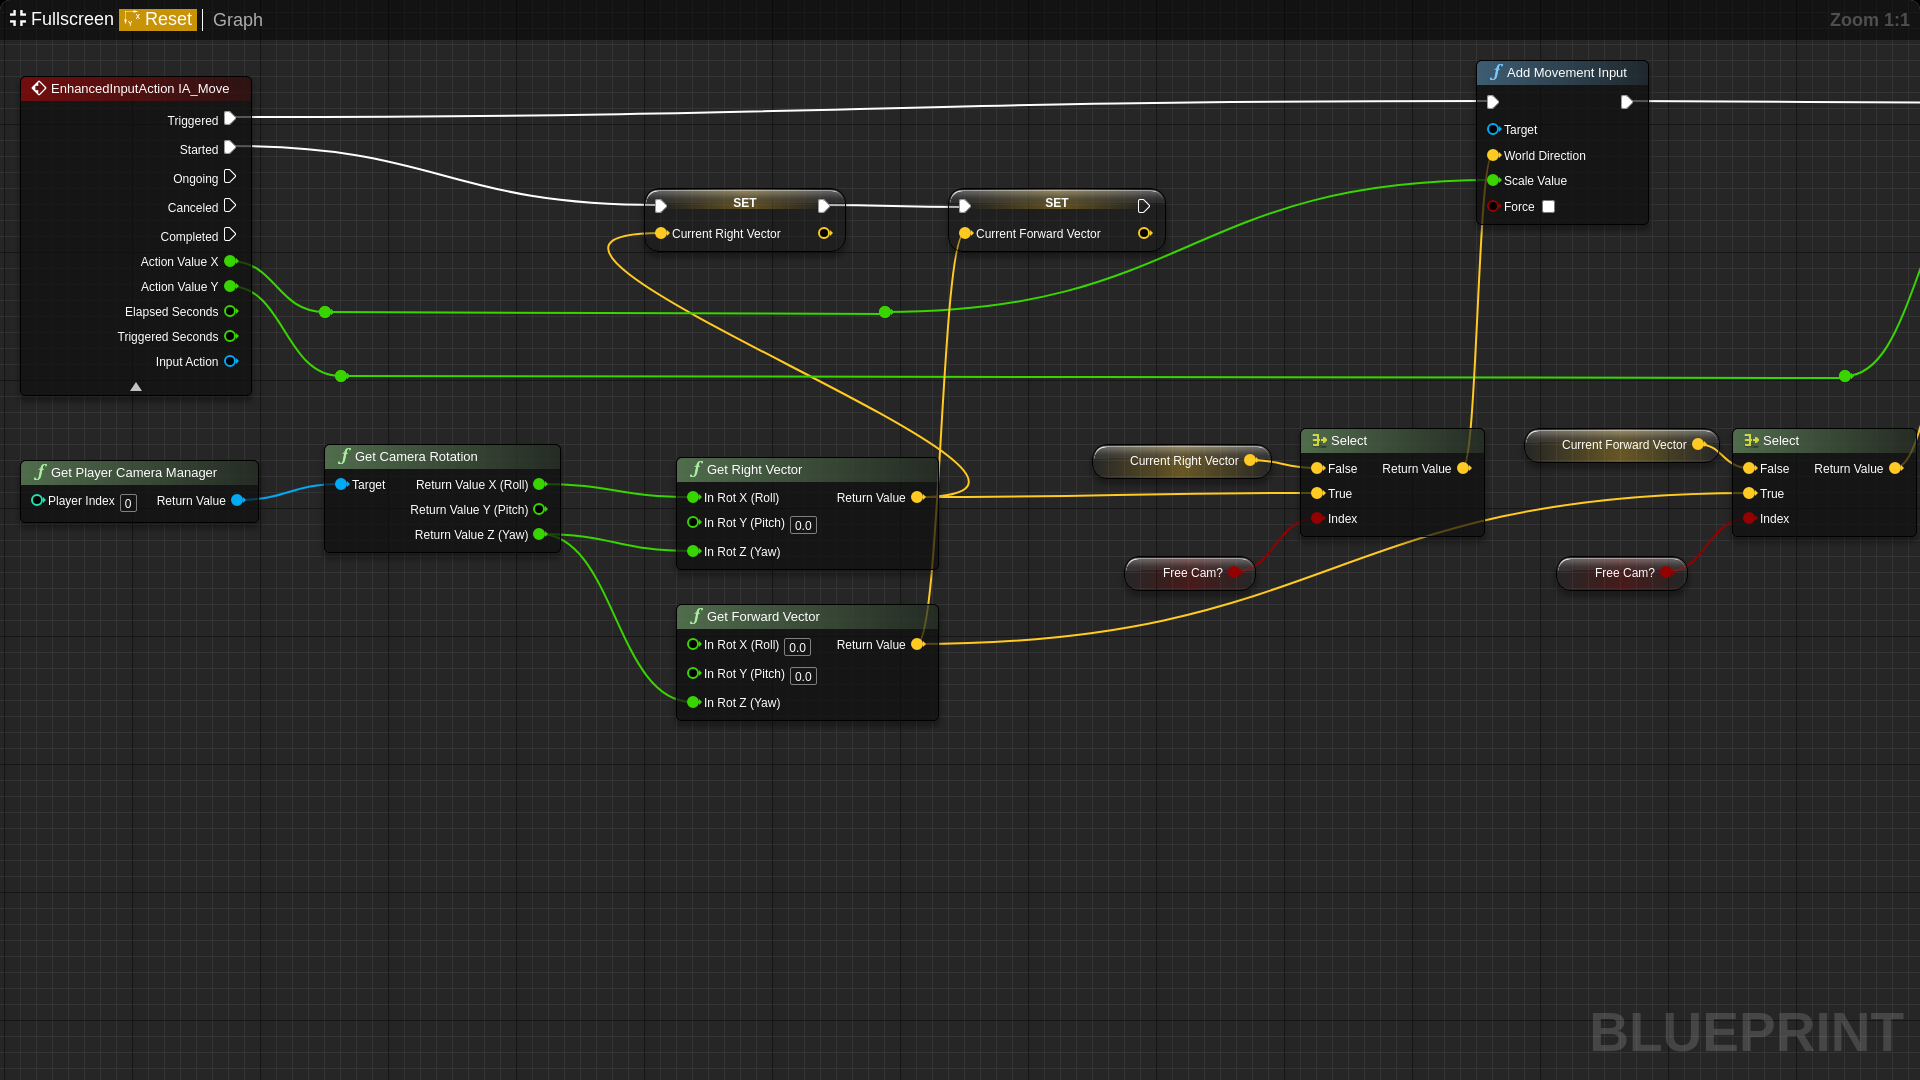 Fullscreen Reset Graph
Zoom 1:1
EnhancedInputAction IA_Move
Triggered
Started
Ongoing
Canceled
Completed
Action Value X
Action Value Y
Elapsed Seconds
Triggered Seconds
Input Action
SET
Current Right Vector
SET
Current Forward Vector
Add Movement Input
Target
World Direction
Scale Value
Force
Get Player Camera Manager
Player Index 0 Return Value
Get Camera Rotation
Target Return Value X (Roll)
Return Value Y (Pitch)
Return Value Z (Yaw)
Get Right Vector
In Rot X (Roll) Return Value
In Rot Y (Pitch) 0.0
In Rot Z (Yaw)
Get Forward Vector
In Rot X (Roll) 0.0 Return Value
In Rot Y (Pitch) 0.0
In Rot Z (Yaw)
Current Right Vector
Select
False Return Value
True
Index
Free Cam?
Current Forward Vector
Select
False Return Value
True
Index
Free Cam?
BLUEPRINT